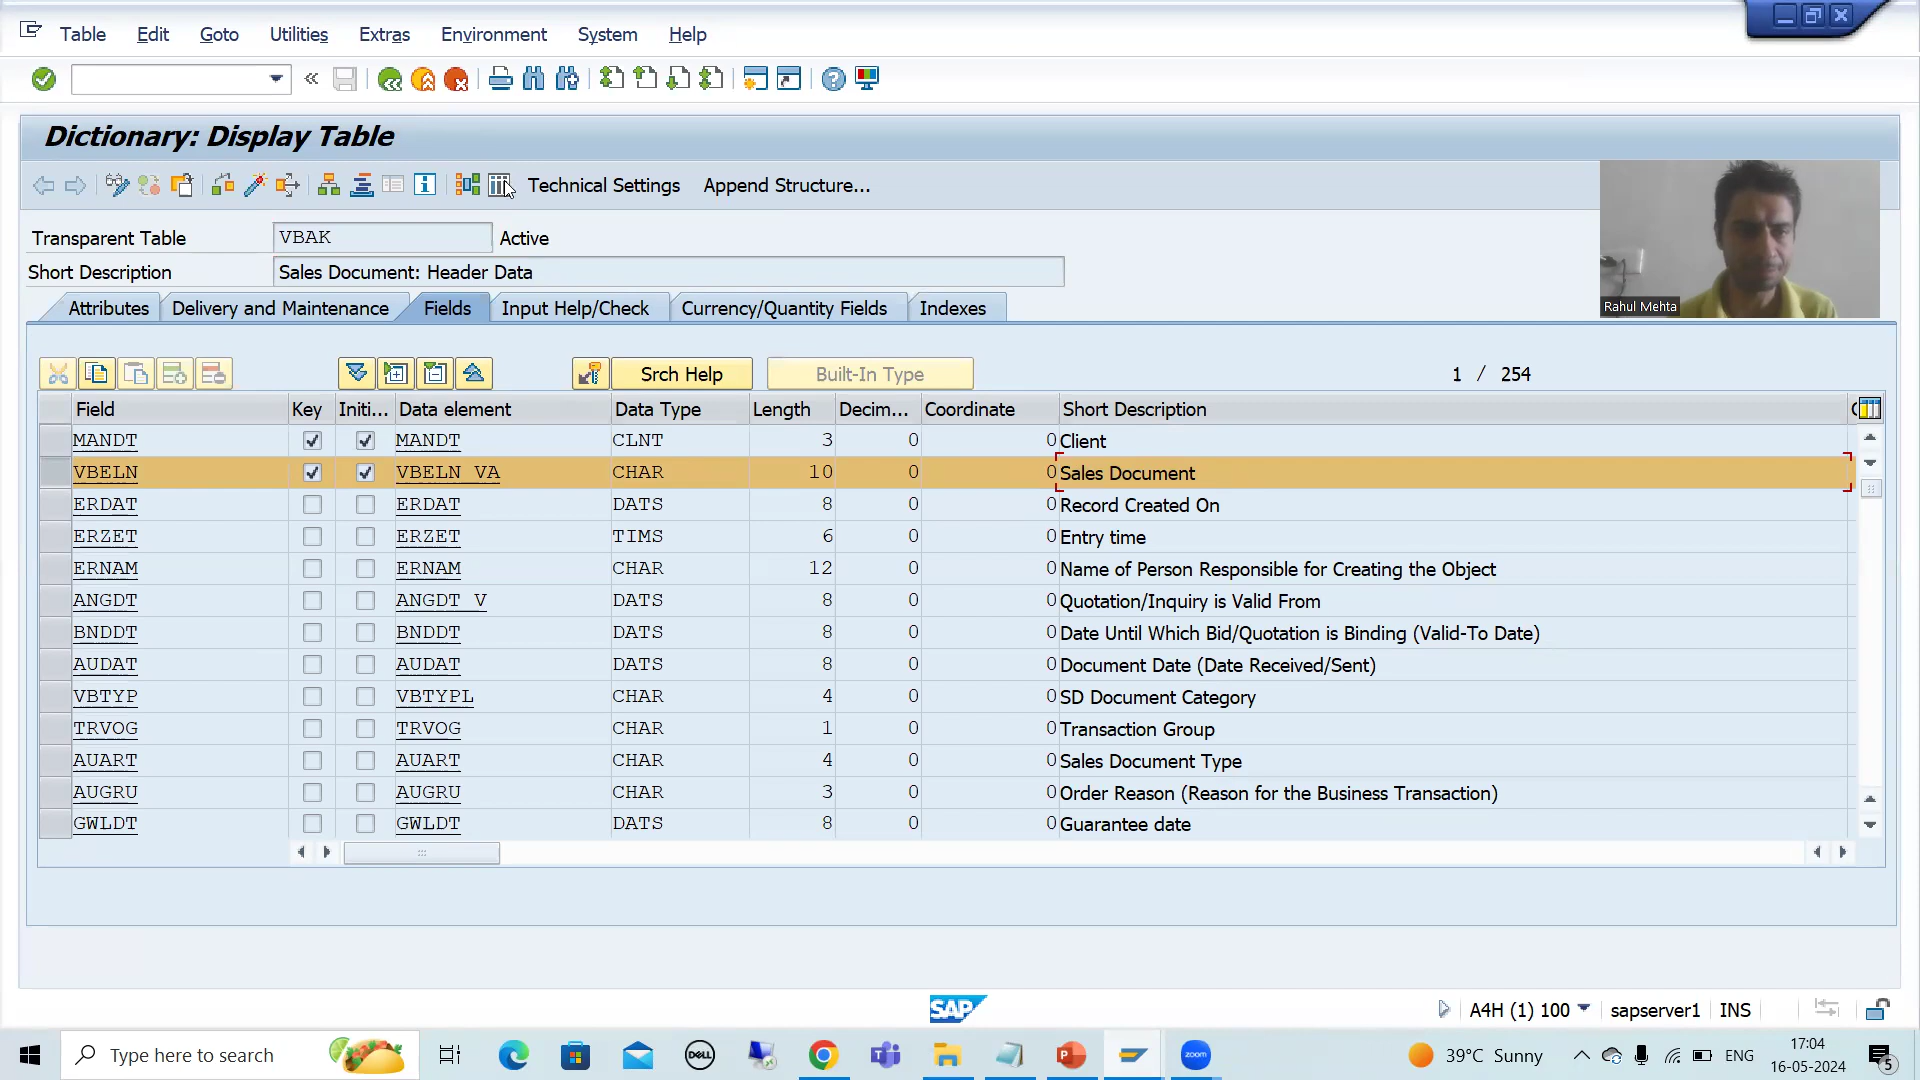 Table Edit Goto Utilities Extras Environment System Help
Dictionary: Display Table
Technical Settings Append Structure...
Transparent Table VBAK Active
Short Description Sales Document: Header Data
Attributes Delivery and Maintenance Fields Input Help/Check Currency/Quantity Fields Indexes
Srch Help Built-In Type 1 / 254
Field Key Initi... Data element Data Type Length Decim... Coordinate Short Description
MANDT MANDT CLNT 3 0 0 Client
VBELN VBELN_VA CHAR 10 0 0 Sales Document
ERDAT ERDAT DATS 8 0 0 Record Created On
ERZET ERZET TIMS 6 0 0 Entry time
ERNAM ERNAM CHAR 12 0 0 Name of Person Responsible for Creating the Object
ANGDT ANGDT_V DATS 8 0 0 Quotation/Inquiry is Valid From
BNDDT BNDDT DATS 8 0 0 Date Until Which Bid/Quotation is Binding (Valid-To Date)
AUDAT AUDAT DATS 8 0 0 Document Date (Date Received/Sent)
VBTYP VBTYPL CHAR 4 0 0 SD Document Category
TRVOG TRVOG CHAR 1 0 0 Transaction Group
AUART AUART CHAR 4 0 0 Sales Document Type
AUGRU AUGRU CHAR 3 0 0 Order Reason (Reason for the Business Transaction)
GWLDT GWLDT DATS 8 0 0 Guarantee date
Rahul Mehta
SAP A4H (1) 100 sapserver1 INS
Type here to search DELL zoom 39°C Sunny ENG
17:04
16-05-2024
5